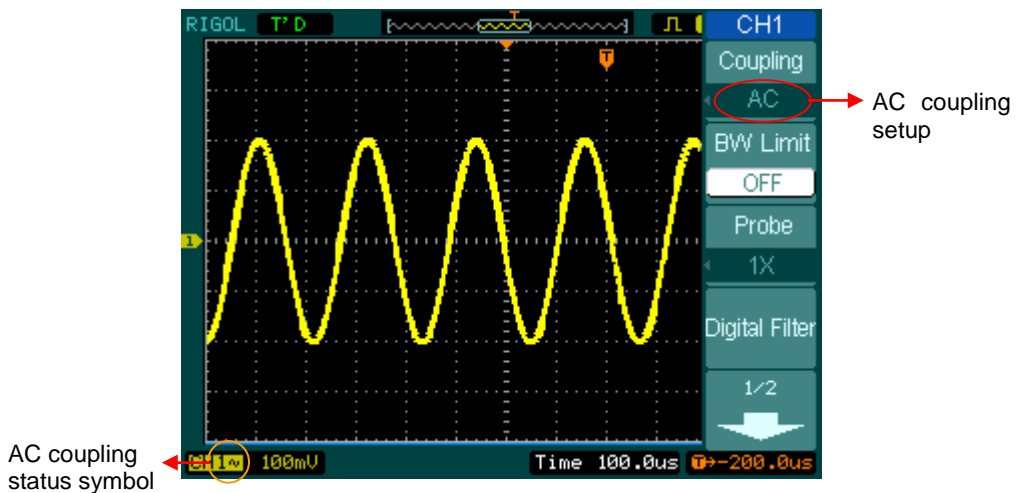 RIGOL T'D
T
CH1
Coupling
AC
AC coupling
setup
BW Limit
OFF
Probe
1X
Digital Filter
1/2
T
1
AC coupling
status symbol
1~ 100mV
Time 100.0us
T→-200.0us